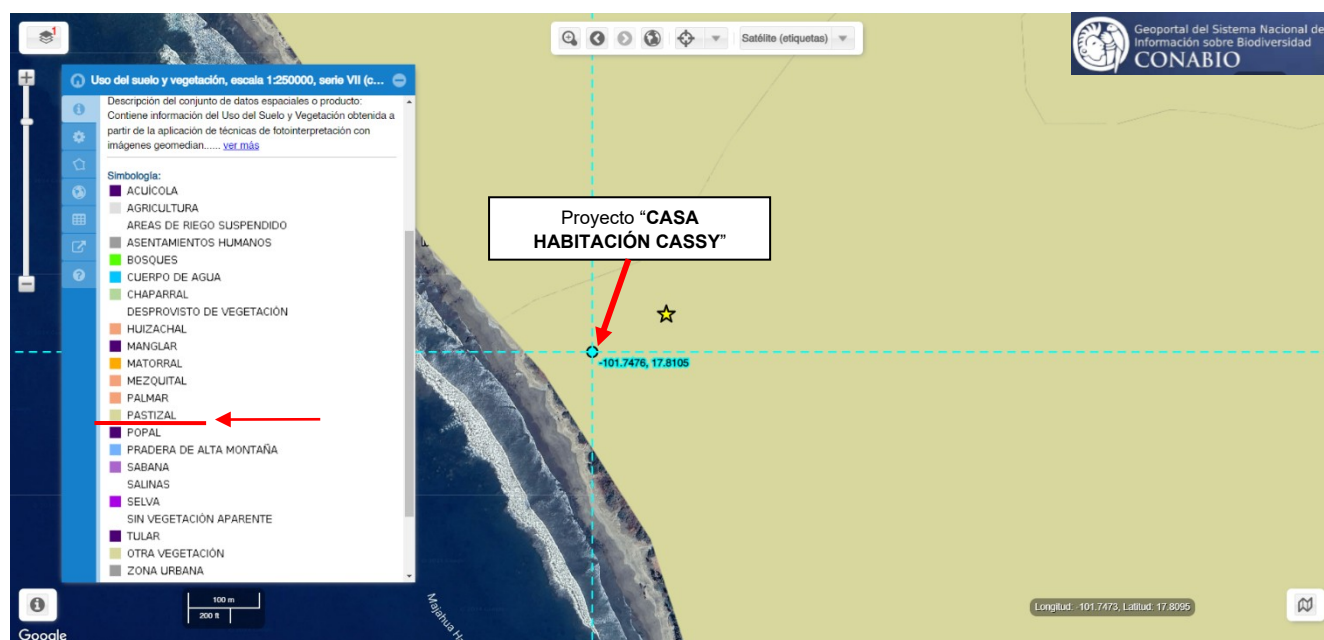 1
Satélite (etiquetas)
Geoportal del Sistema Nacional de
Información sobre Biodiversidad
CONABIO
Uso del suelo y vegetación, escala 1:250000, serie VII (c...
Descripción del conjunto de datos espaciales o producto:
Contiene información del Uso del Suelo y Vegetación obtenida a
partir de la aplicación de técnicas de fotointerpretación con
imágenes geomedian...... ver más
Simbología:
ACUÍCOLA
AGRICULTURA
AREAS DE RIEGO SUSPENDIDO
ASENTAMIENTOS HUMANOS
BOSQUES
CUERPO DE AGUA
CHAPARRAL
DESPROVISTO DE VEGETACIÓN
HUIZACHAL
MANGLAR
MATORRAL
MEZQUITAL
PALMAR
PASTIZAL
POPAL
PRADERA DE ALTA MONTAÑA
SABANA
SALINAS
SELVA
SIN VEGETACIÓN APARENTE
TULAR
OTRA VEGETACIÓN
ZONA URBANA
Proyecto “CASA
HABITACIÓN CASSY”
-101.7476, 17.8105
100 m
200 ft
Majahua
Longitud: -101.7473, Latitud: 17.8095
Google